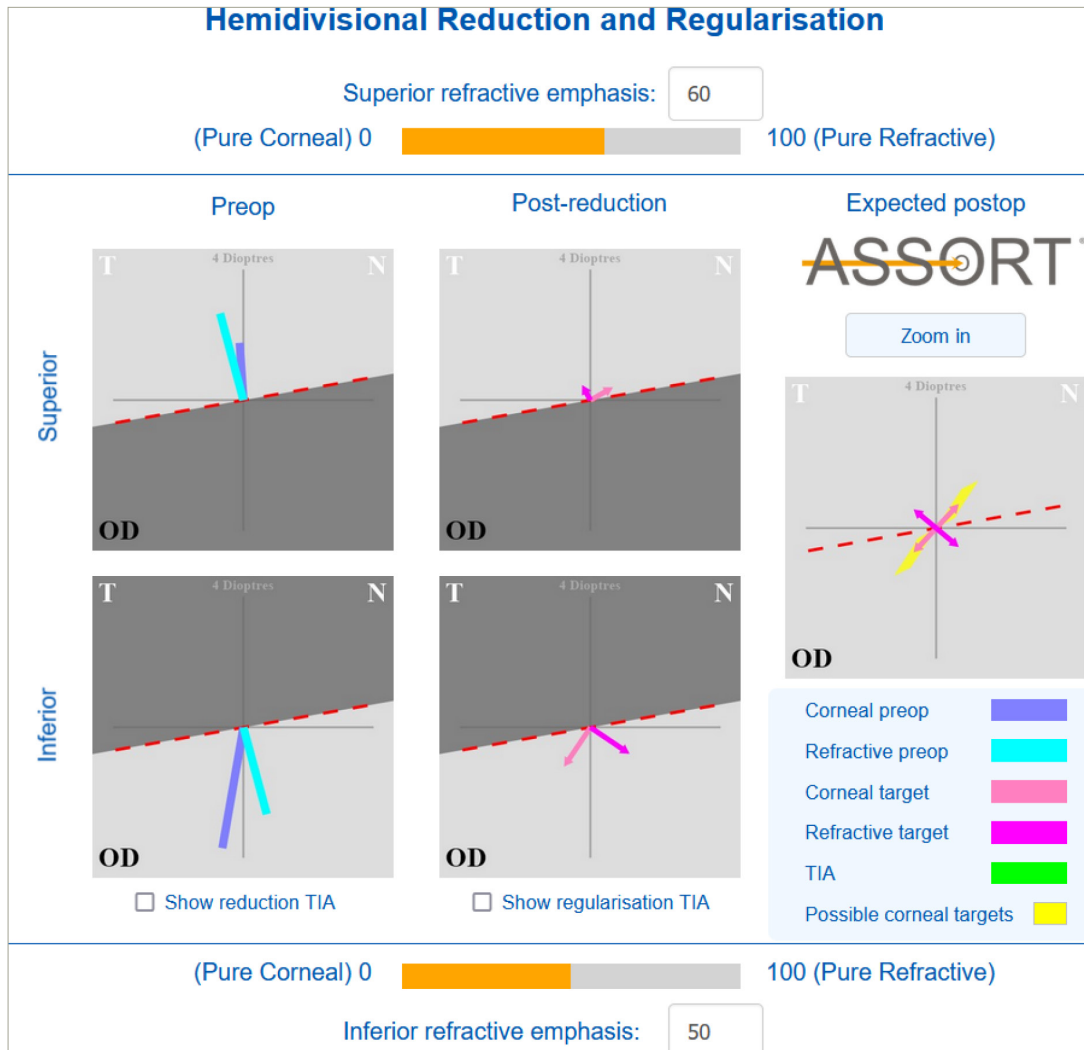 Hemidivisional Reduction and Regularisation
Superior refractive emphasis: 60
(Pure Corneal) 0 100 (Pure Refractive)
Preop Post-reduction Expected postop
ASSORT
Zoom in
Superior
T 4 Dioptres N
OD
T 4 Dioptres N
OD
T 4 Dioptres N
OD
Inferior
T 4 Dioptres N
OD
T 4 Dioptres N
OD
Corneal preop
Refractive preop
Corneal target
Refractive target
TIA
Possible corneal targets
Show reduction TIA Show regularisation TIA
(Pure Corneal) 0 100 (Pure Refractive)
Inferior refractive emphasis: 50